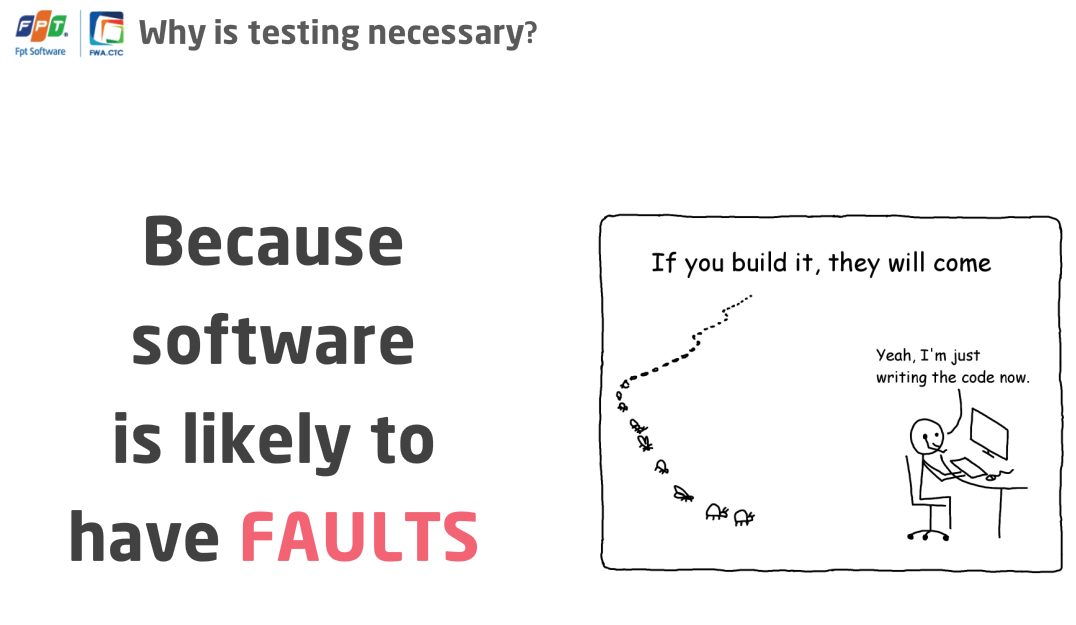 FPT
Fpt Software
FWA.CTC
Why is testing necessary?
Because
software
is likely to
have FAULTS
If you build it, they will come
Yeah, I'm just
writing the code now.